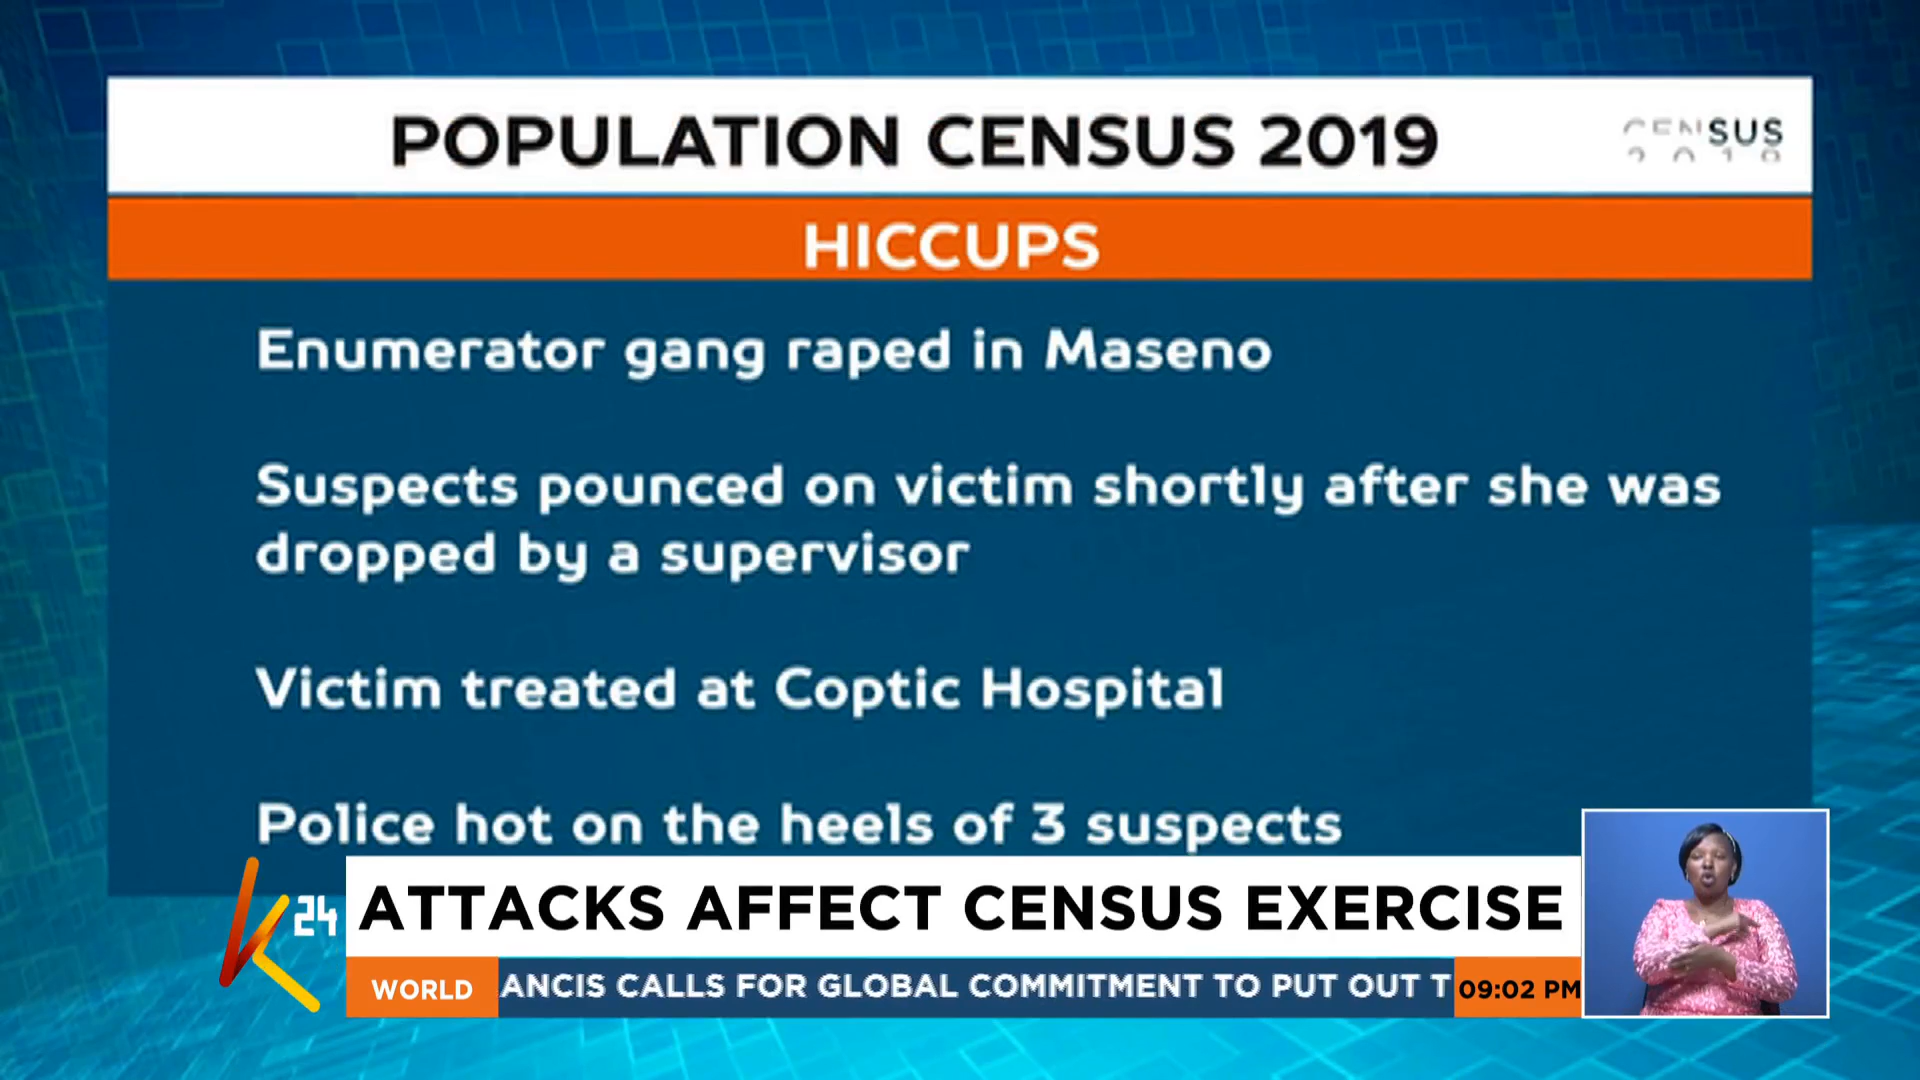 POPULATION CENSUS 2019
CENSUS
HICCUPS
Enumerator gang raped in Maseno
Suspects pounced on victim shortly after she was
dropped by a supervisor
Victim treated at Coptic Hospital
Police hot on the heels of 3 suspects
K24
ATTACKS AFFECT CENSUS EXERCISE
WORLD
ANCIS CALLS FOR GLOBAL COMMITMENT TO PUT OUT T
09:02 PM